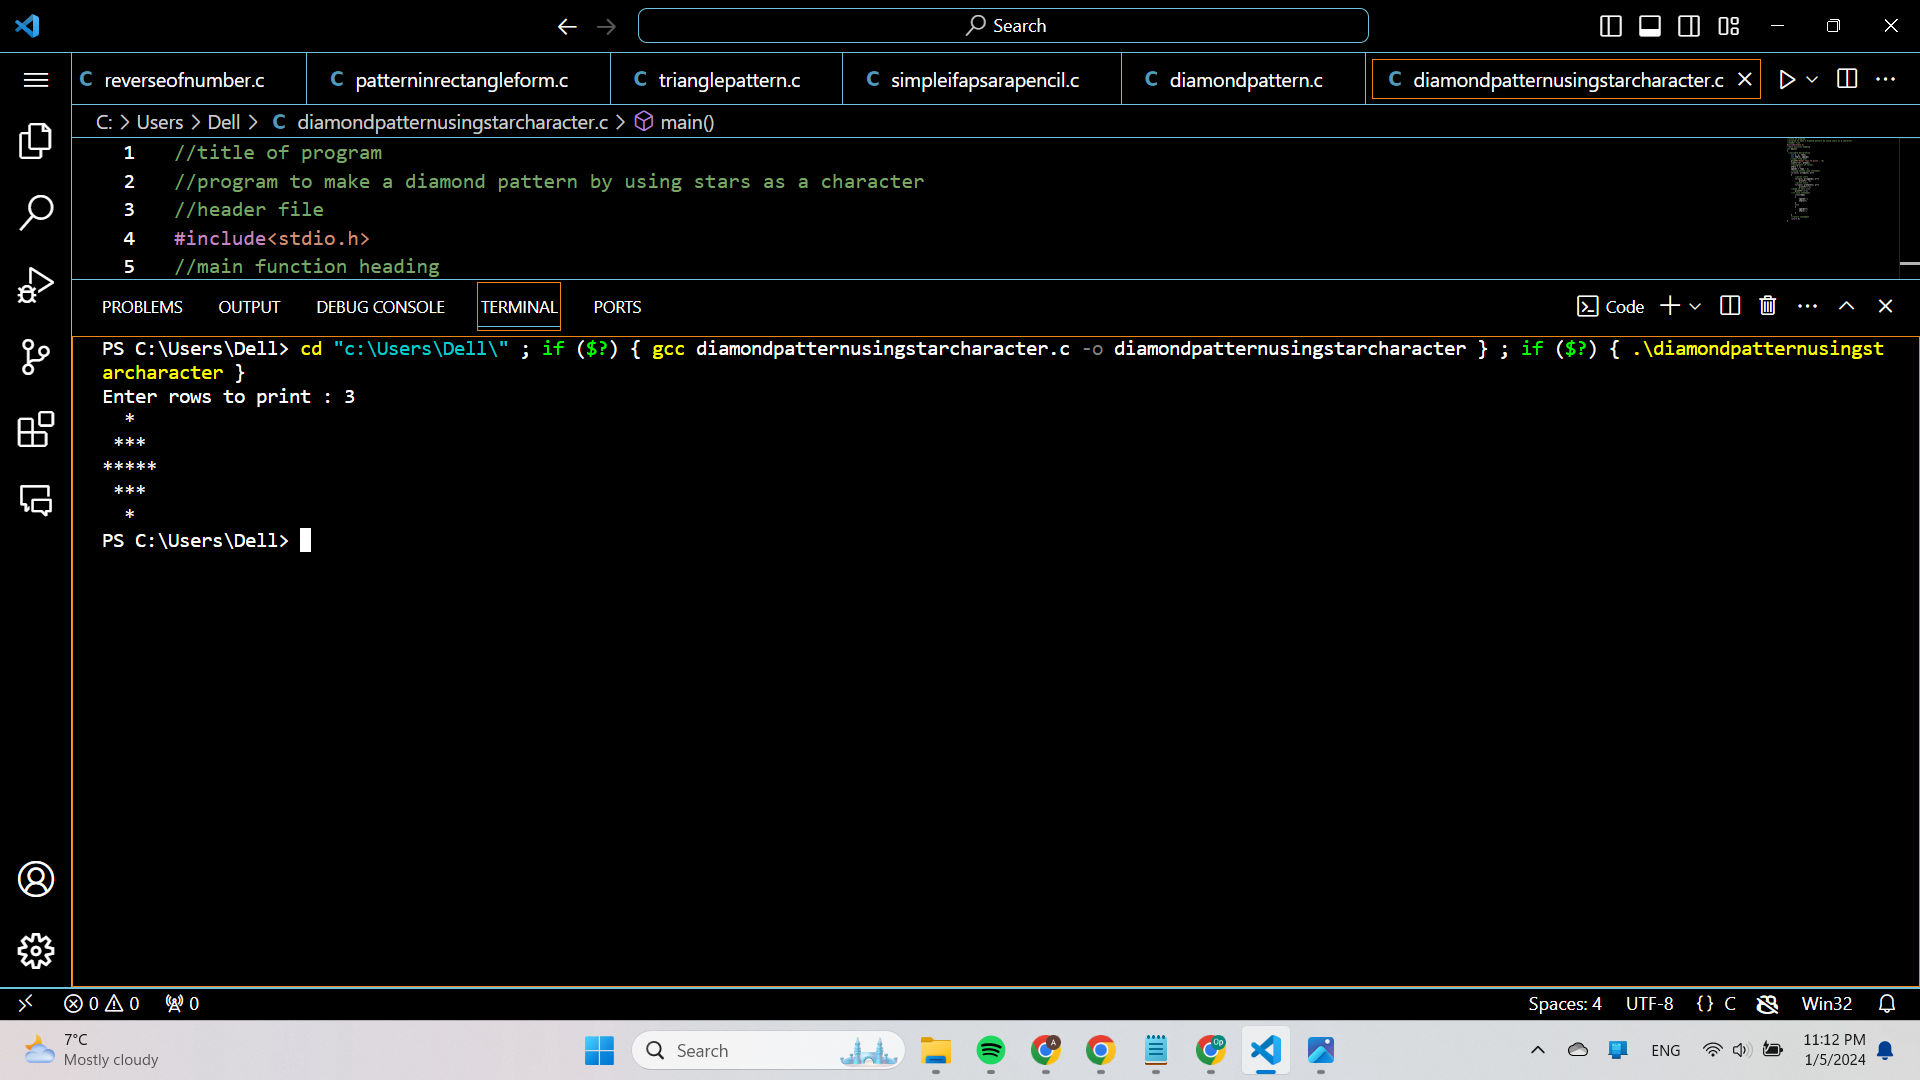 Search
reverseofnumber.c
patterninrectangleform.c
trianglepattern.c
simpleifapsarapencil.c
diamondpattern.c
diamondpatternusingstarcharacter.c
C: > Users > Dell > C diamondpatternusingstarcharacter.c > main()
1 //title of program
2 //program to make a diamond pattern by using stars as a character
3 //header file
4 #include<stdio.h>
5 //main function heading
PROBLEMS OUTPUT DEBUG CONSOLE TERMINAL PORTS
Code
PS C:\Users\Dell> cd "c:\Users\Dell\" ; if ($?) { gcc diamondpatternusingstarcharacter.c -o diamondpatternusingstarcharacter } ; if ($?) { .\diamondpatternusingst
archaracter }
Enter rows to print : 3
  *
 ***
*****
 ***
  *
PS C:\Users\Dell>
0 0 0
Spaces: 4 UTF-8 {} C Win32
7°C
Mostly cloudy
Search
ENG
11:12 PM
1/5/2024